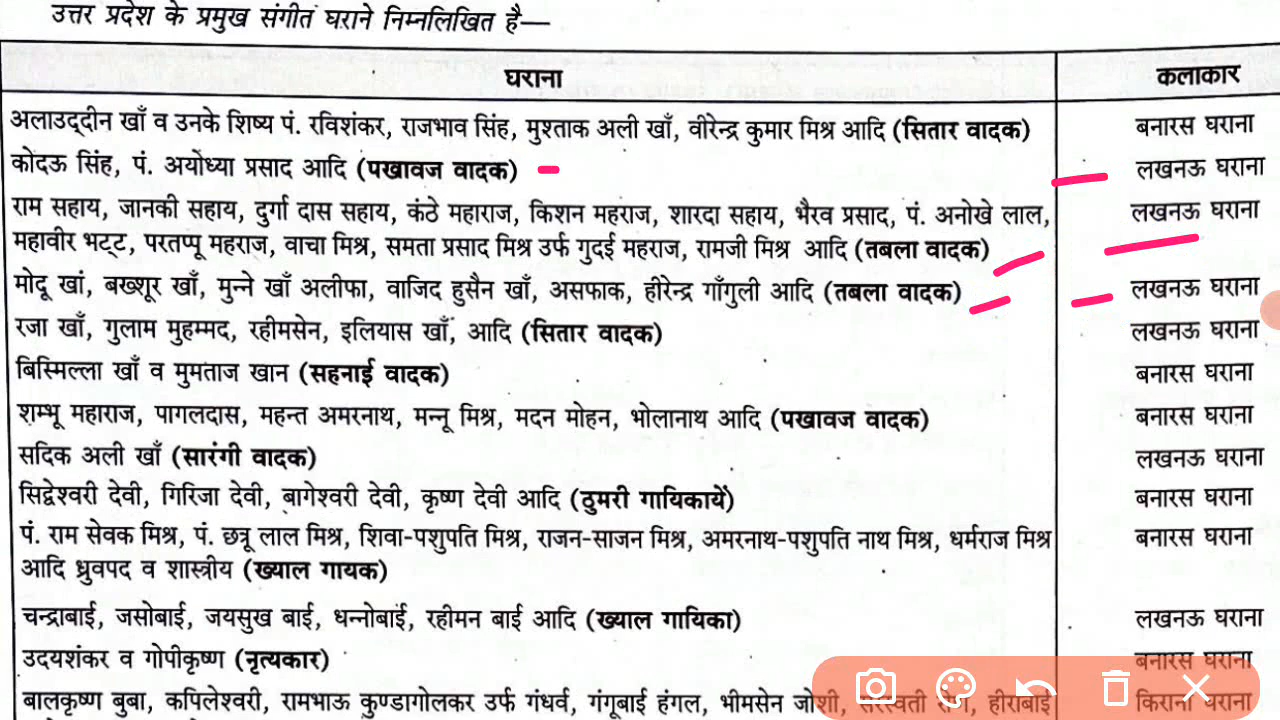 उत्तर प्रदेश के प्रमुख संगीत घराने निम्नलिखित है—
घराना कलाकार
अलाउद्दीन खाँ व उनके शिष्य पं. रविशंकर, राजभाव सिंह, मुश्ताक अली खाँ, वीरेन्द्र कुमार मिश्र आदि (सितार वादक) बनारस घराना
कोदऊ सिंह, पं. अयोध्या प्रसाद आदि (पखावज वादक) लखनऊ घराना
राम सहाय, जानकी सहाय, दुर्गा दास सहाय, कंठे महाराज, किशन महराज, शारदा सहाय, भैरव प्रसाद, पं. अनोखे लाल, लखनऊ घराना
महावीर भट्ट, परतप्पू महराज, वाचा मिश्र, समता प्रसाद मिश्र उर्फ गुदई महराज, रामजी मिश्र आदि (तबला वादक)
मोदू खां, बख्शूर खाँ, मुन्ने खाँ अलीफा, वाजिद हुसैन खाँ, असफाक, हीरेन्द्र गाँगुली आदि (तबला वादक) लखनऊ घराना
रजा खाँ, गुलाम मुहम्मद, रहीमसेन, इलियास खाँ, आदि (सितार वादक) लखनऊ घराना
बिस्मिल्ला खाँ व मुमताज खान (सहनाई वादक) बनारस घराना
शम्भू महाराज, पागलदास, महन्त अमरनाथ, मन्नू मिश्र, मदन मोहन, भोलानाथ आदि (पखावज वादक) बनारस घराना
सदिक अली खाँ (सारंगी वादक) लखनऊ घराना
सिद्वेश्वरी देवी, गिरिजा देवी, बागेश्वरी देवी, कृष्ण देवी आदि (ठुमरी गायिकायें) बनारस घराना
पं. राम सेवक मिश्र, पं. छत्रू लाल मिश्र, शिवा-पशुपति मिश्र, राजन-साजन मिश्र, अमरनाथ-पशुपति नाथ मिश्र, धर्मराज मिश्र बनारस घराना
आदि ध्रुवपद व शास्त्रीय (ख्याल गायक)
चन्द्राबाई, जसोबाई, जयसुख बाई, धन्नोबाई, रहीमन बाई आदि (ख्याल गायिका) लखनऊ घराना
उदयशंकर व गोपीकृष्ण (नृत्यकार) बनारस घराना
बालकृष्ण बुबा, कपिलेश्वरी, रामभाऊ कुण्डागोलकर उर्फ गंधर्व, गंगूबाई हंगल, भीमसेन जोशी, हीराबाई किराना घराना